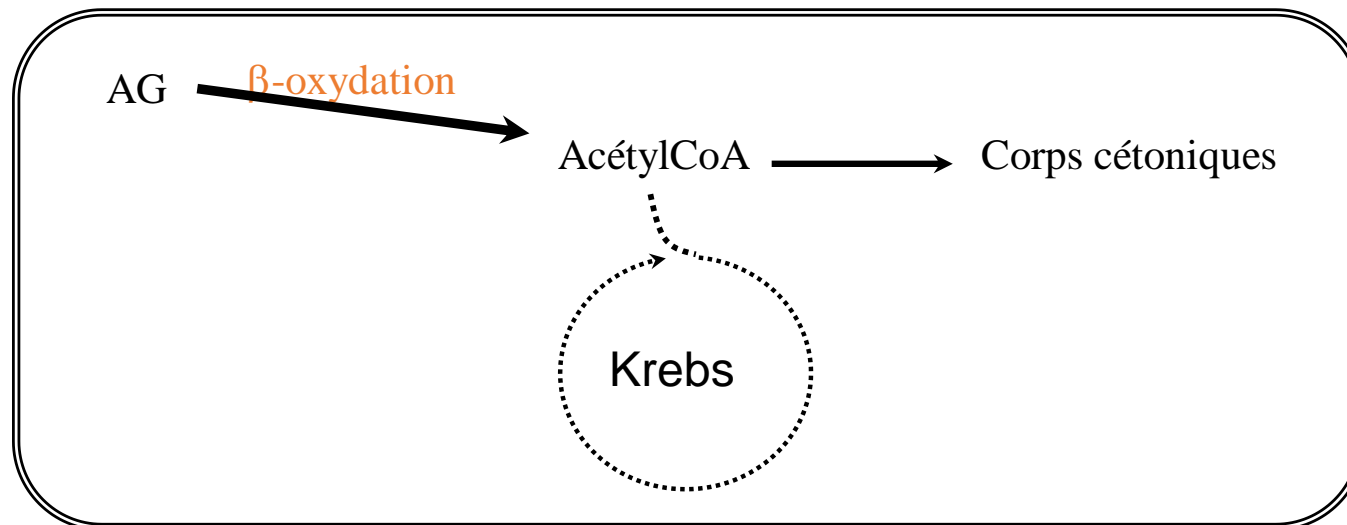 AG
β-oxydation
AcétylCoA
Corps cétoniques
Krebs